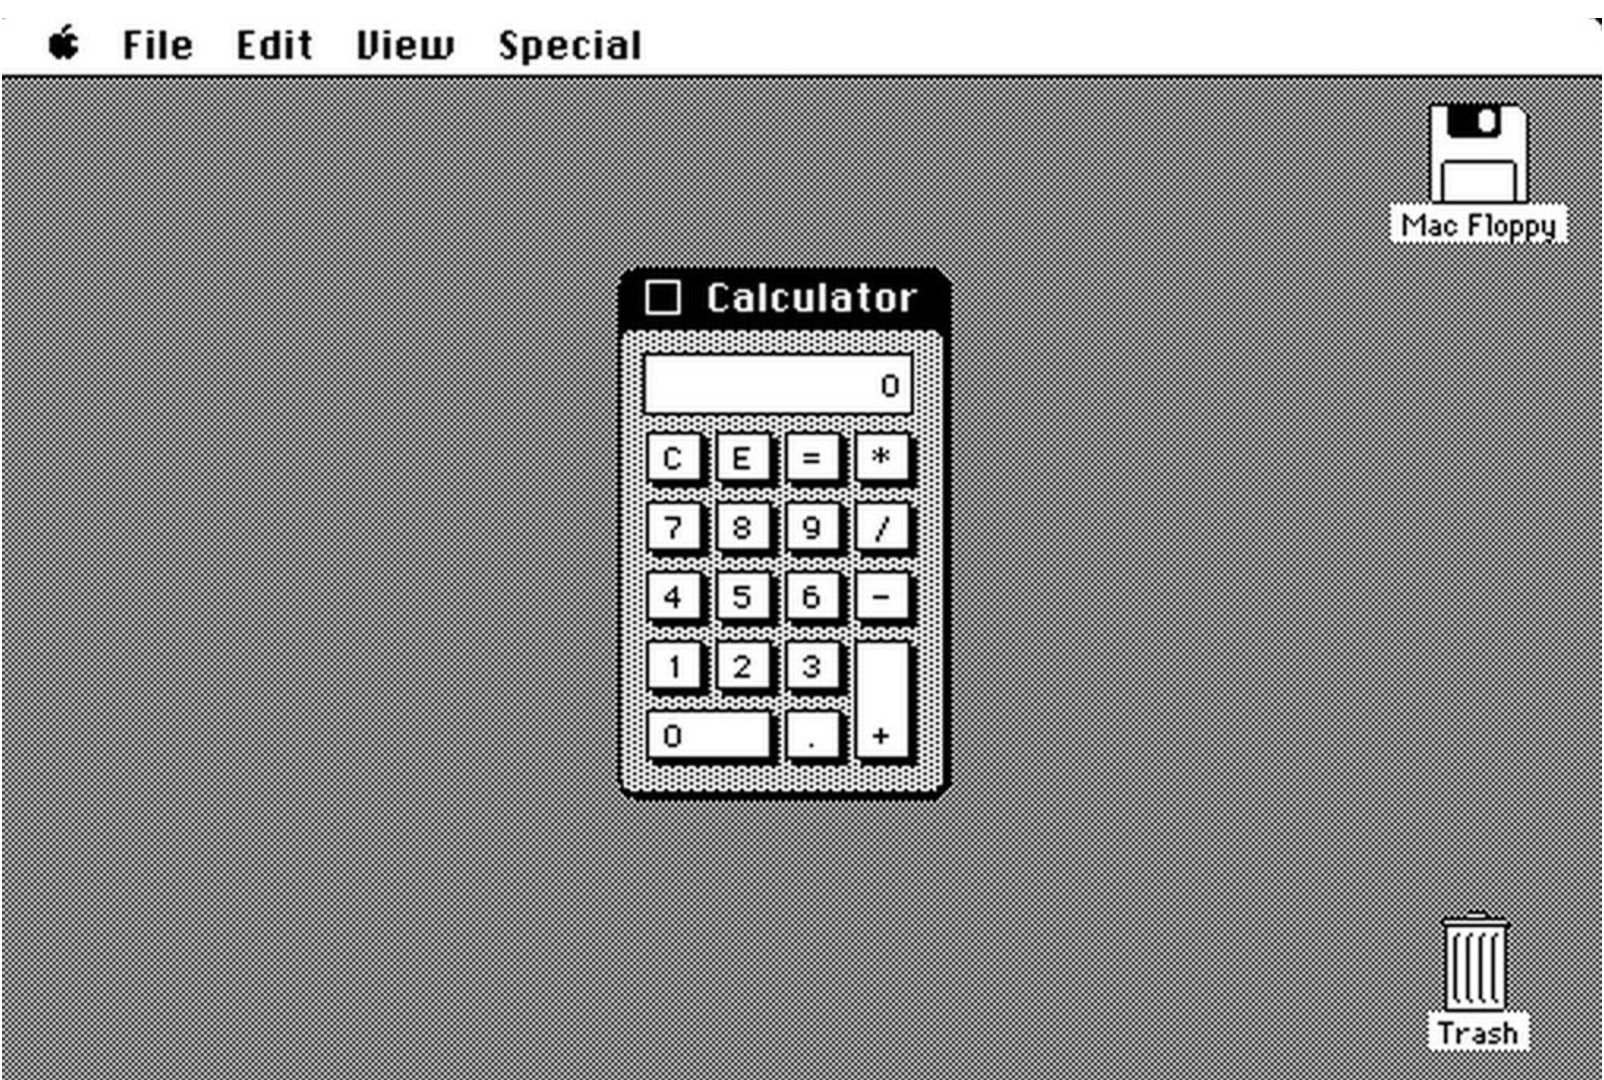 File Edit View Special
Mac Floppy
Calculator
0
C E = *
7 8 9 /
4 5 6 -
1 2 3
0 . +
Trash